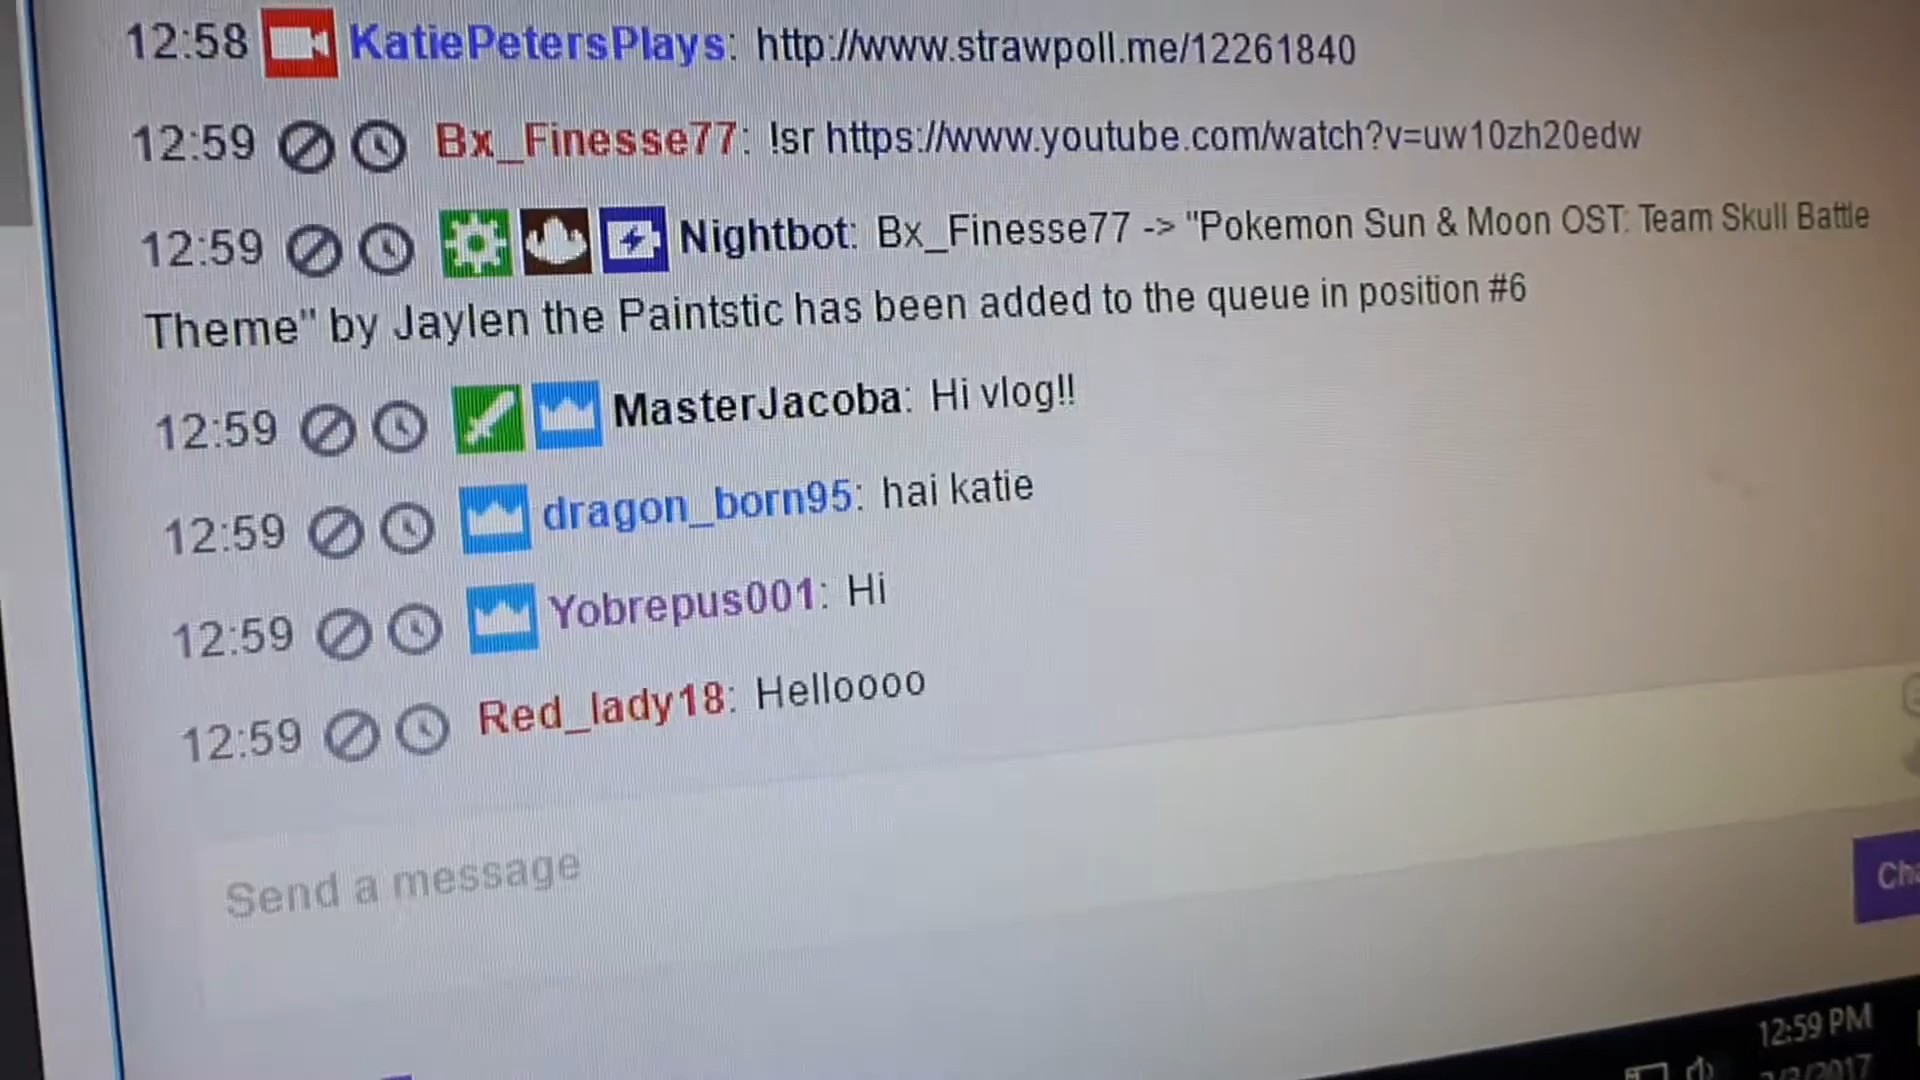 12:58 KatiePetersPlays: http://www.strawpoll.me/12261840
12:59 Bx_Finesse77: !sr https://www.youtube.com/watch?v=uw10zh20edw
12:59 Nightbot: Bx_Finesse77 -> "Pokemon Sun & Moon OST: Team Skull Battle
Theme" by Jaylen the Paintstic has been added to the queue in position #6
12:59 MasterJacoba: Hi vlog!!
12:59 dragon_born95: hai katie
12:59 Yobrepus001: Hi
12:59 Red_lady18: Helloooo
Send a message
12:59 PM